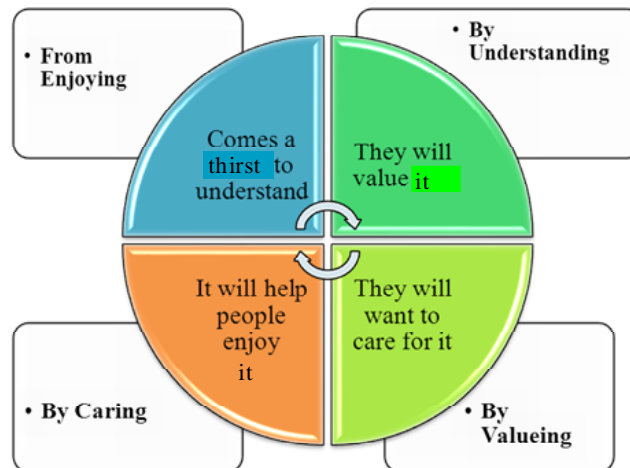 • From
Enjoying
• By
Understanding
Comes a
thirst to
understand
They will
value it
It will help
people
enjoy
it
They will
want to
care for it
• By Caring
• By
Valueing